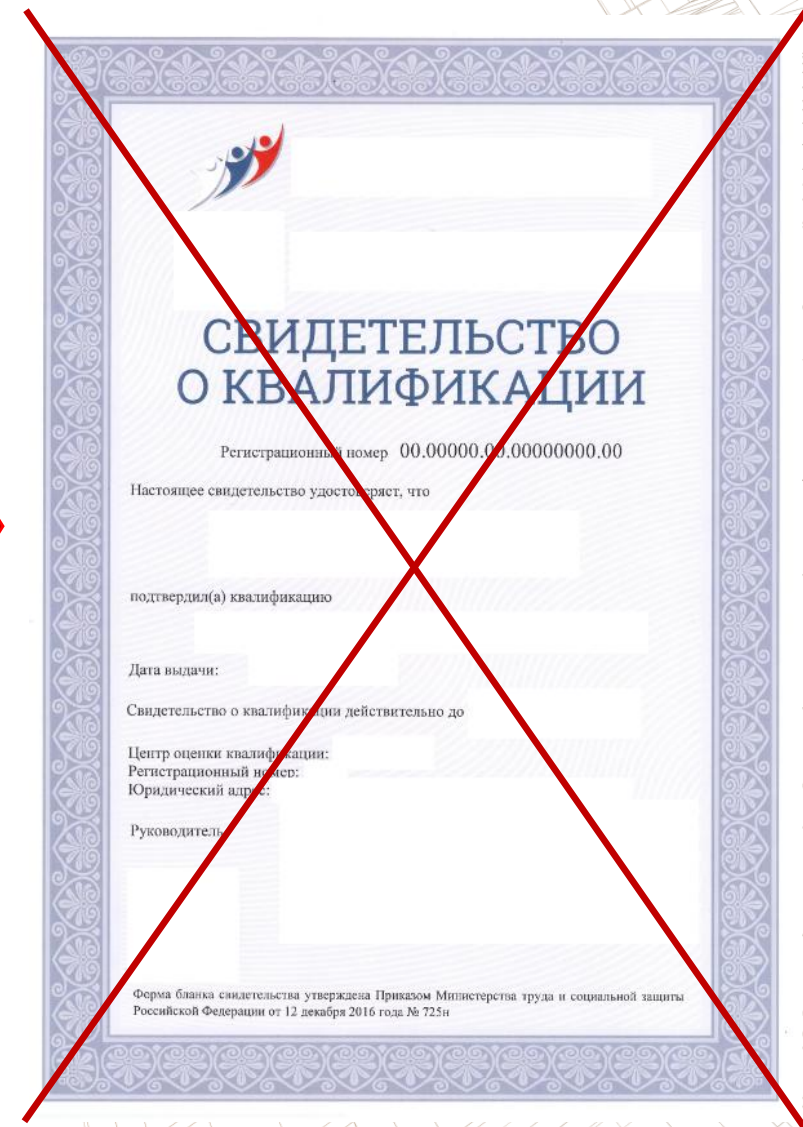 СВИДЕТЕЛЬСТВО
О КВАЛИФИКАЦИИ
Регистрационный номер 00.00000.00.00000000.00
Настоящее свидетельство удостоверяет, что
подтвердил(а) квалификацию
Дата выдачи:
Свидетельство о квалификации действительно до
Центр оценки квалификации:
Регистрационный номер:
Юридический адрес:
Руководитель
Форма бланка свидетельства утверждена Приказом Министерства труда и социальной защиты
Российской Федерации от 12 декабря 2016 года № 725н